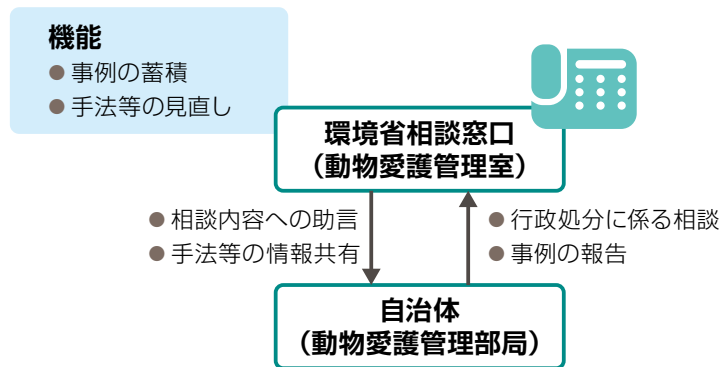 機能
● 事例の蓄積
● 手法等の見直し
環境省相談窓口
（動物愛護管理室）
● 相談内容への助言
● 手法等の情報共有
● 行政処分に係る相談
● 事例の報告
自治体
（動物愛護管理部局）